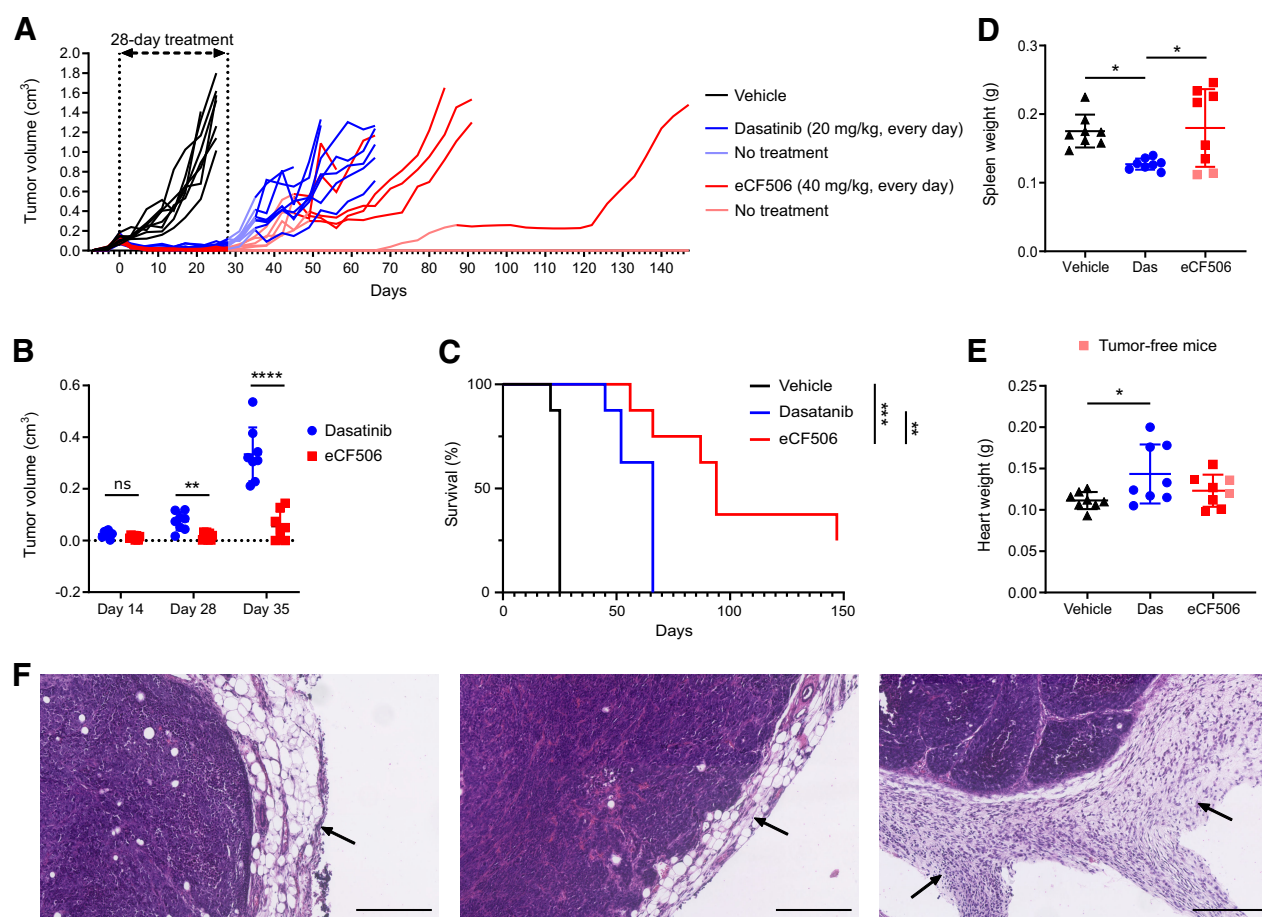 A
28-day treatment
Tumor volume (cm³)
2.0
1.8
1.6
1.4
1.2
1.0
0.8
0.6
0.4
0.2
0.0
0 10 20 30 40 50 60 70 80 90 100 110 120 130 140
Days
Vehicle
Dasatinib (20 mg/kg, every day)
No treatment
eCF506 (40 mg/kg, every day)
No treatment
D
Spleen weight (g)
0.3
0.2
0.1
0.0
*
*
Vehicle Das eCF506
B
Tumor volume (cm³)
0.6
0.4
0.2
0.0
-0.2
ns
**
****
Day 14 Day 28 Day 35
Dasatinib
eCF506
C
Survival (%)
100
50
0
0 50 100 150
Days
Vehicle
Dasatanib
eCF506
***
**
E
Tumor-free mice
Heart weight (g)
0.25
0.20
0.15
0.10
0.05
0.00
*
Vehicle Das eCF506
F